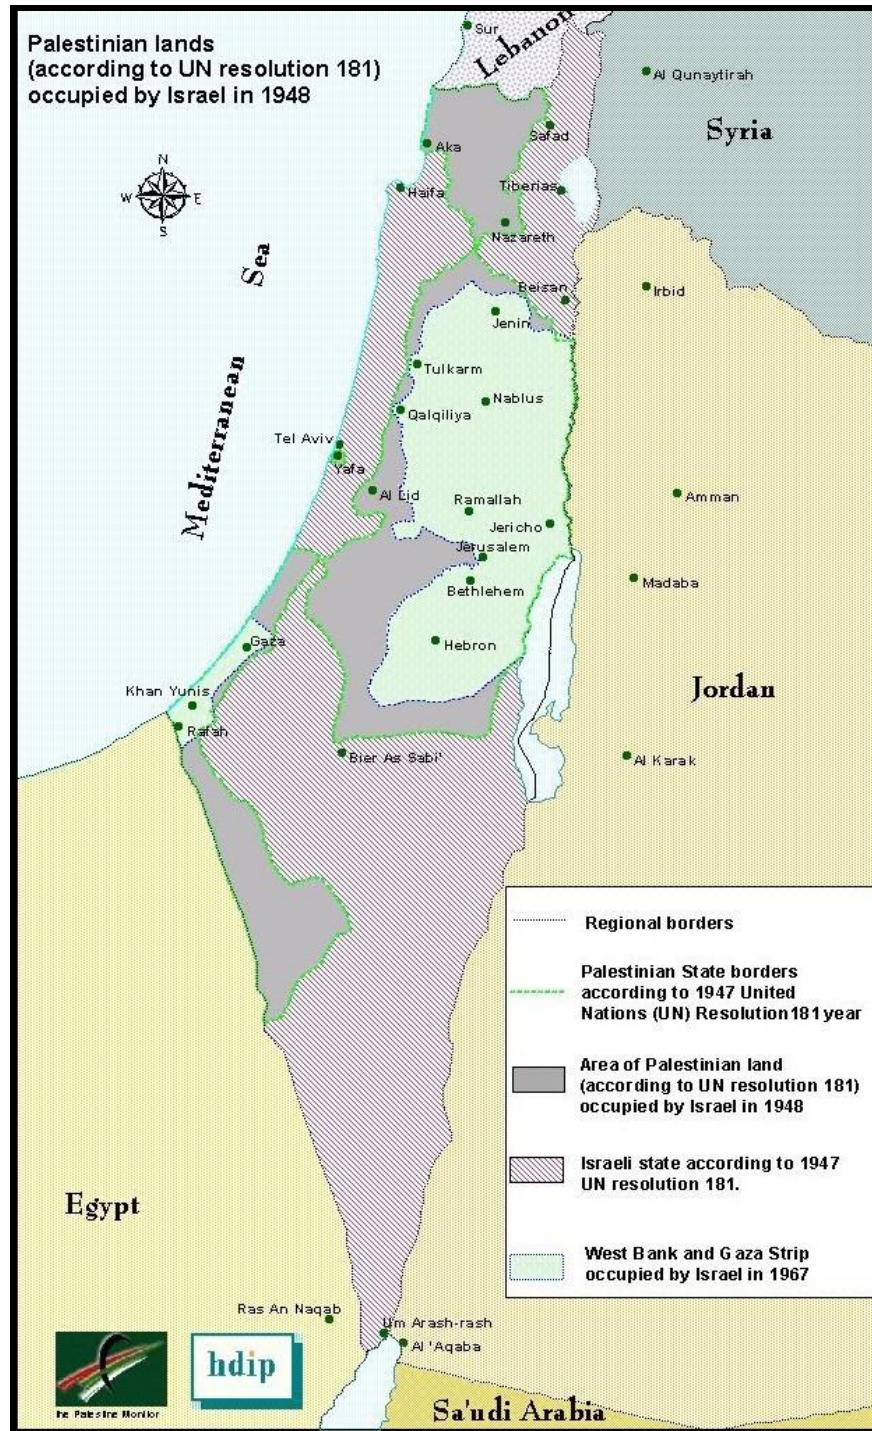 Palestinian lands
(according to UN resolution 181)
occupied by Israel in 1948
Sur
Lebanon
Al Qunaytirah
Syria
Safad
Aka
N
W E
S
Haifa
Tiberias
Nazareth
Mediterranean Sea
Beisan
Irbid
Jenin
Tulkarm
Nablus
Qalqiliya
Tel Aviv
Yafa
Al Lid
Ramallah
Amman
Jericho
Jerusalem
Bethlehem
Madaba
Gaza
Hebron
Khan Yunis
Jordan
Rafah
Bier As Sabi'
Al Karak
Regional borders
Palestinian State borders
according to 1947 United
Nations (UN) Resolution181year
Area of Palestinian land
(according to UN resolution 181)
occupied by Israel in 1948
Israeli state according to 1947
UN resolution 181.
Egypt
West Bank and Gaza Strip
occupied by Israel in 1967
Ras An Naqab
Um Arash-rash
Al 'Aqaba
hdip
he Palestine Monitor
Sa'udi Arabia